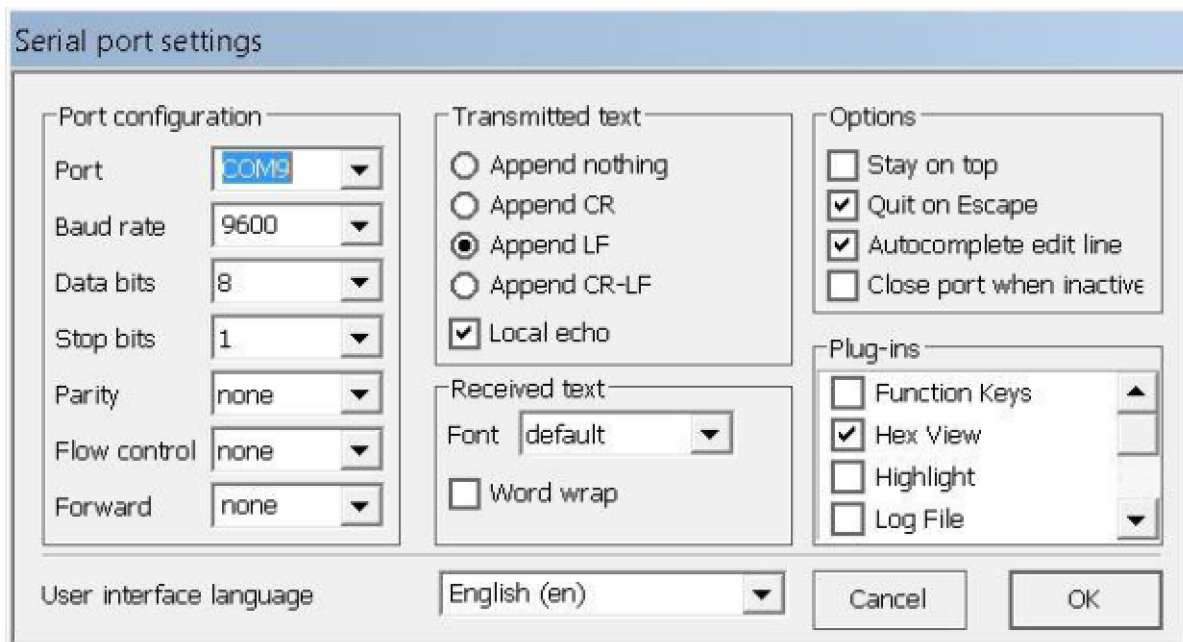 Serial port settings
Port configuration
Port COM9
Baud rate 9600
Data bits 8
Stop bits 1
Parity none
Flow control none
Forward none
Transmitted text
Append nothing
Append CR
Append LF
Append CR-LF
Local echo
Received text
Font default
Word wrap
Options
Stay on top
Quit on Escape
Autocomplete edit line
Close port when inactive
Plug-ins
Function Keys
Hex View
Highlight
Log File
User interface language English (en)
Cancel OK